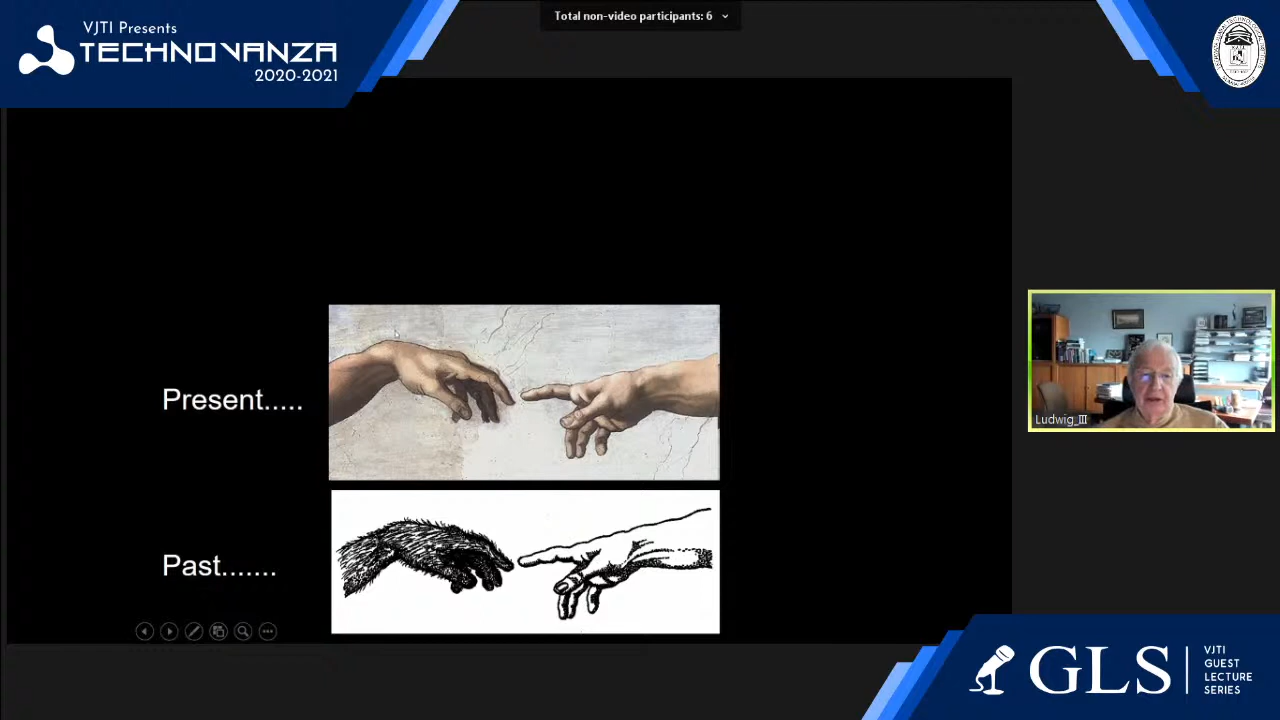 VJTI Presents
TECHNOVANZA
2020-2021
Total non-video participants: 6
Present.....
Past.......
Ludwig_III
GLS
VJTI
GUEST
LECTURE
SERIES